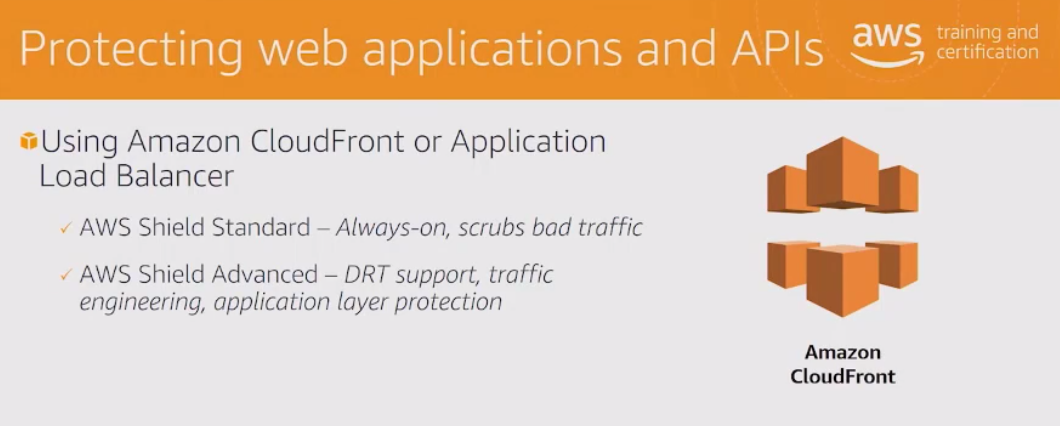 Protecting web applications and APIs
aws training and
certification
Using Amazon CloudFront or Application
Load Balancer
✓ AWS Shield Standard – Always-on, scrubs bad traffic
✓ AWS Shield Advanced – DRT support, traffic
engineering, application layer protection
Amazon
CloudFront